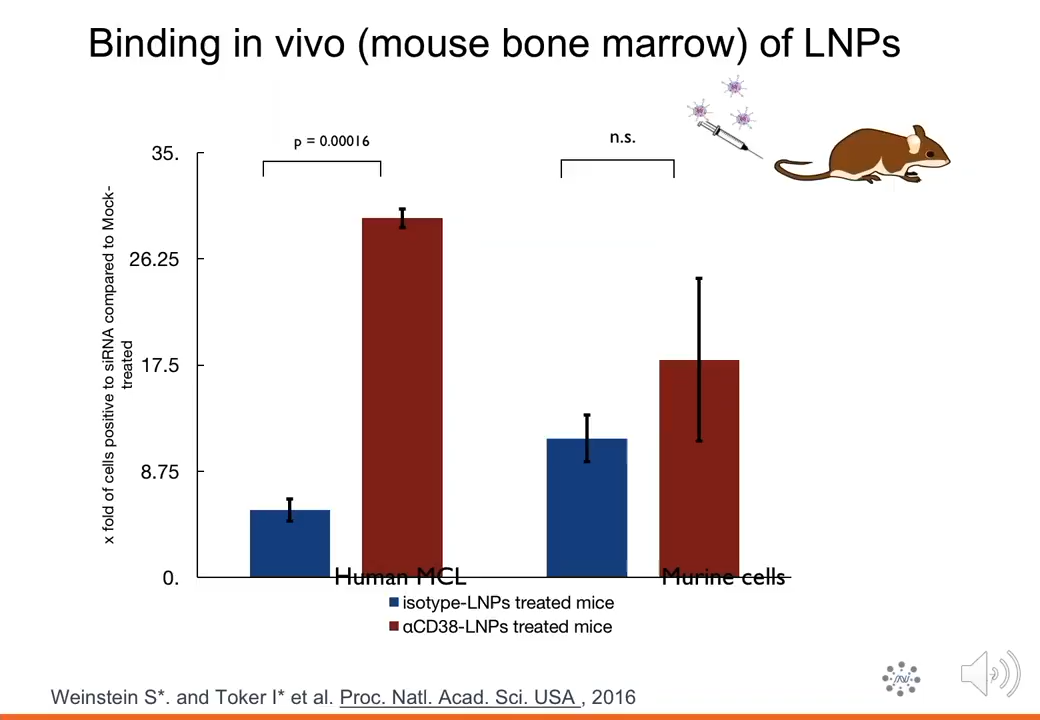 Binding in vivo (mouse bone marrow) of LNPs
p = 0.00016
n.s.
35.
26.25
17.5
8.75
0.
x fold of cells positive to siRNA compared to Mock-
treated
Human MCL
Murine cells
isotype-LNPs treated mice
αCD38-LNPs treated mice
Weinstein S*. and Toker I* et al. Proc. Natl. Acad. Sci. USA , 2016